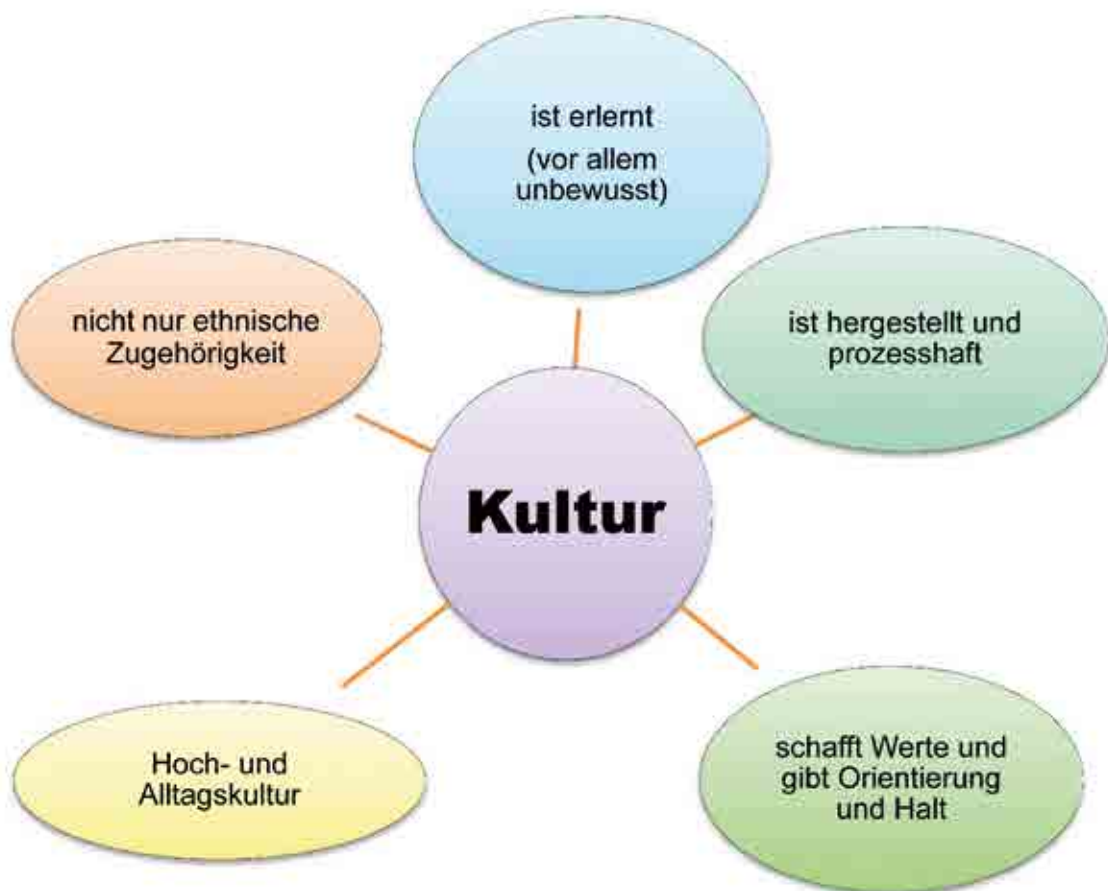 ist erlernt
(vor allem
unbewusst)
nicht nur ethnische
Zugehörigkeit
ist hergestellt und
prozesshaft
Kultur
Hoch- und
Alltagskultur
schafft Werte und
gibt Orientierung
und Halt